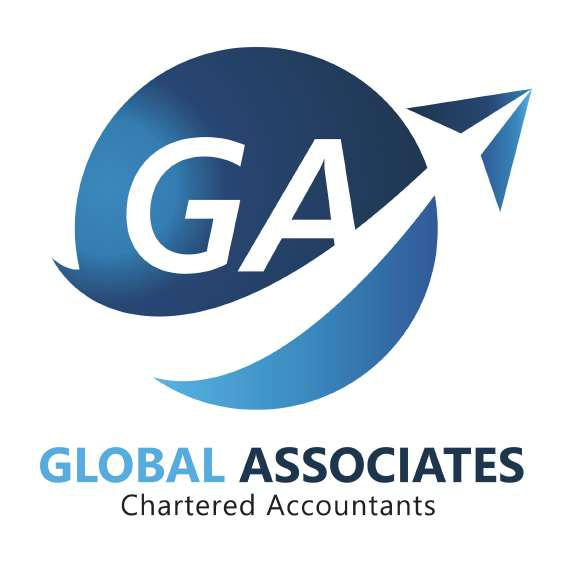 GA
GLOBAL ASSOCIATES
Chartered Accountants